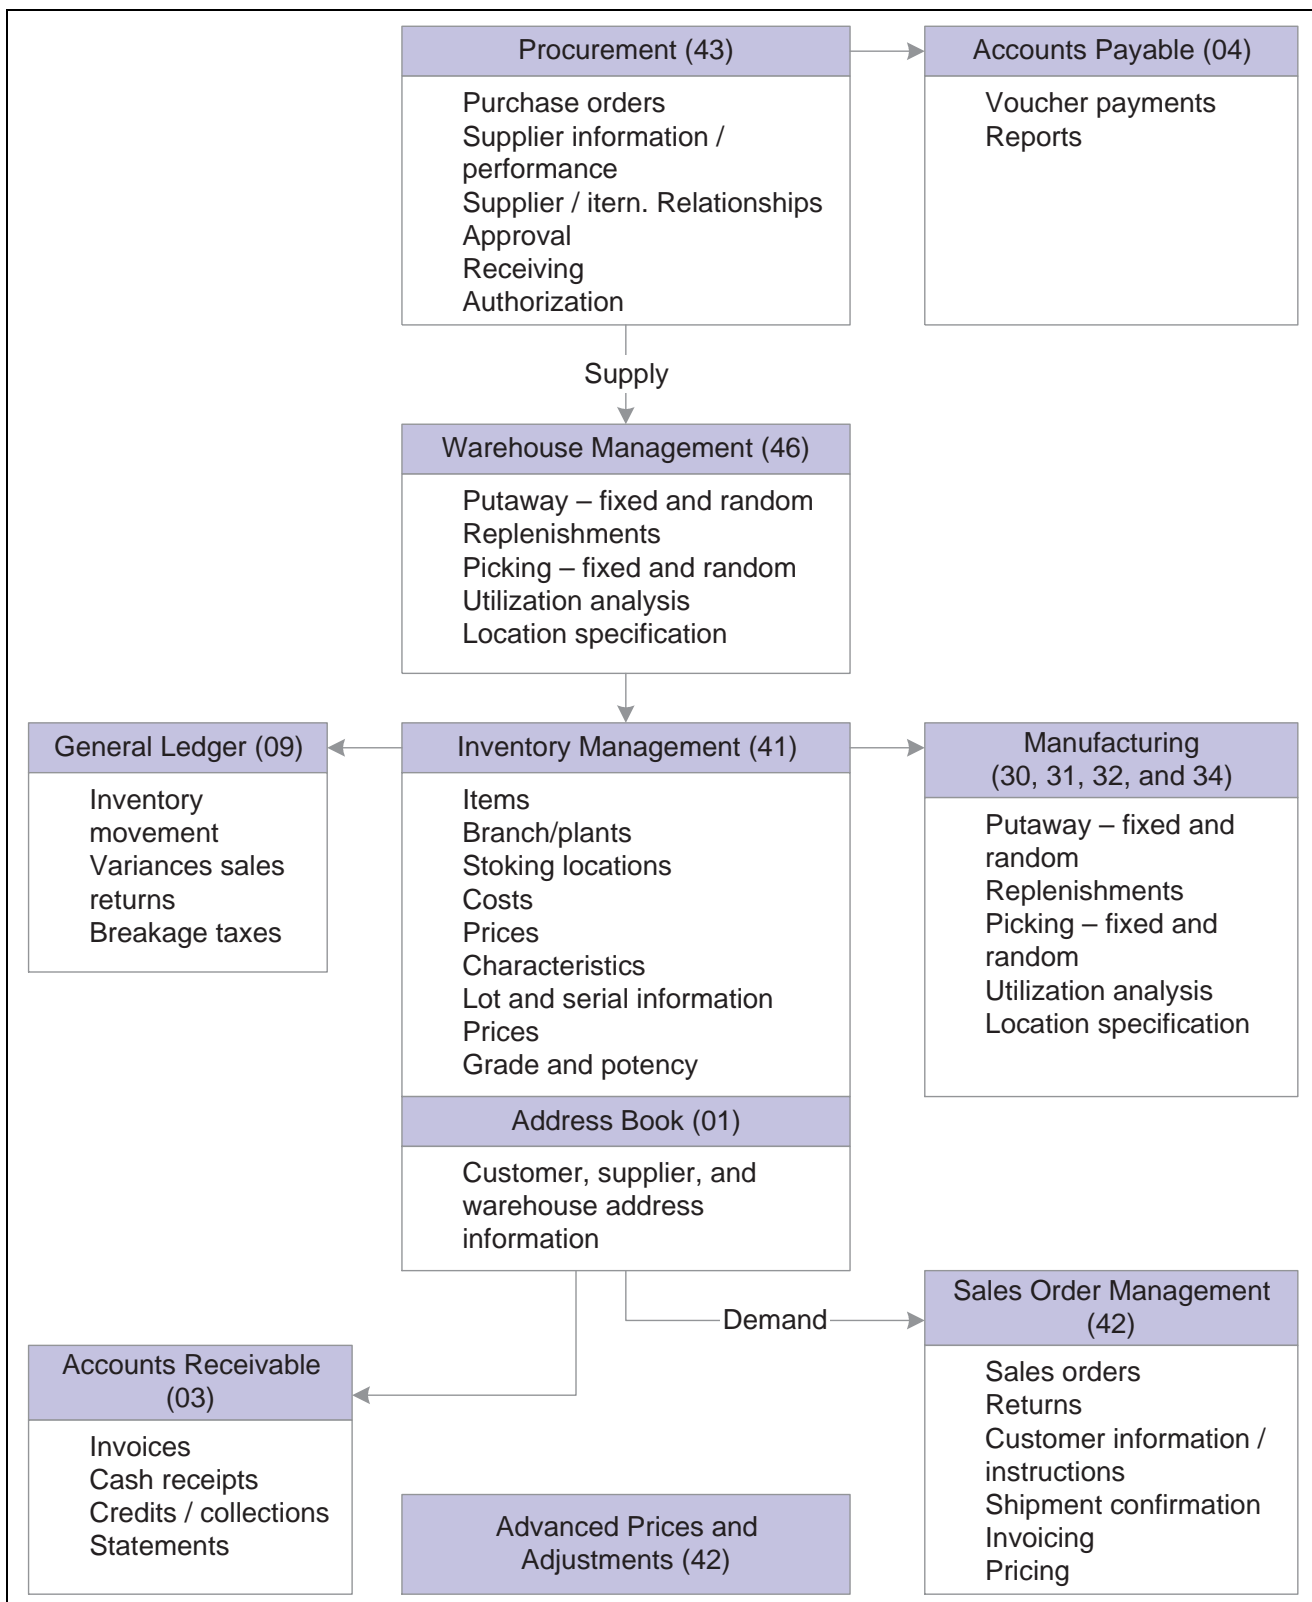 Procurement (43)
Purchase orders
Supplier information /
performance
Supplier / itern. Relationships
Approval
Receiving
Authorization
Accounts Payable (04)
Voucher payments
Reports
Supply
Warehouse Management (46)
Putaway – fixed and random
Replenishments
Picking – fixed and random
Utilization analysis
Location specification
General Ledger (09)
Inventory
movement
Variances sales
returns
Breakage taxes
Inventory Management (41)
Items
Branch/plants
Stoking locations
Costs
Prices
Characteristics
Lot and serial information
Prices
Grade and potency
Manufacturing
(30, 31, 32, and 34)
Putaway – fixed and
random
Replenishments
Picking – fixed and
random
Utilization analysis
Location specification
Address Book (01)
Customer, supplier, and
warehouse address
information
Demand
Sales Order Management
(42)
Sales orders
Returns
Customer information /
instructions
Shipment confirmation
Invoicing
Pricing
Accounts Receivable
(03)
Invoices
Cash receipts
Credits / collections
Statements
Advanced Prices and
Adjustments (42)